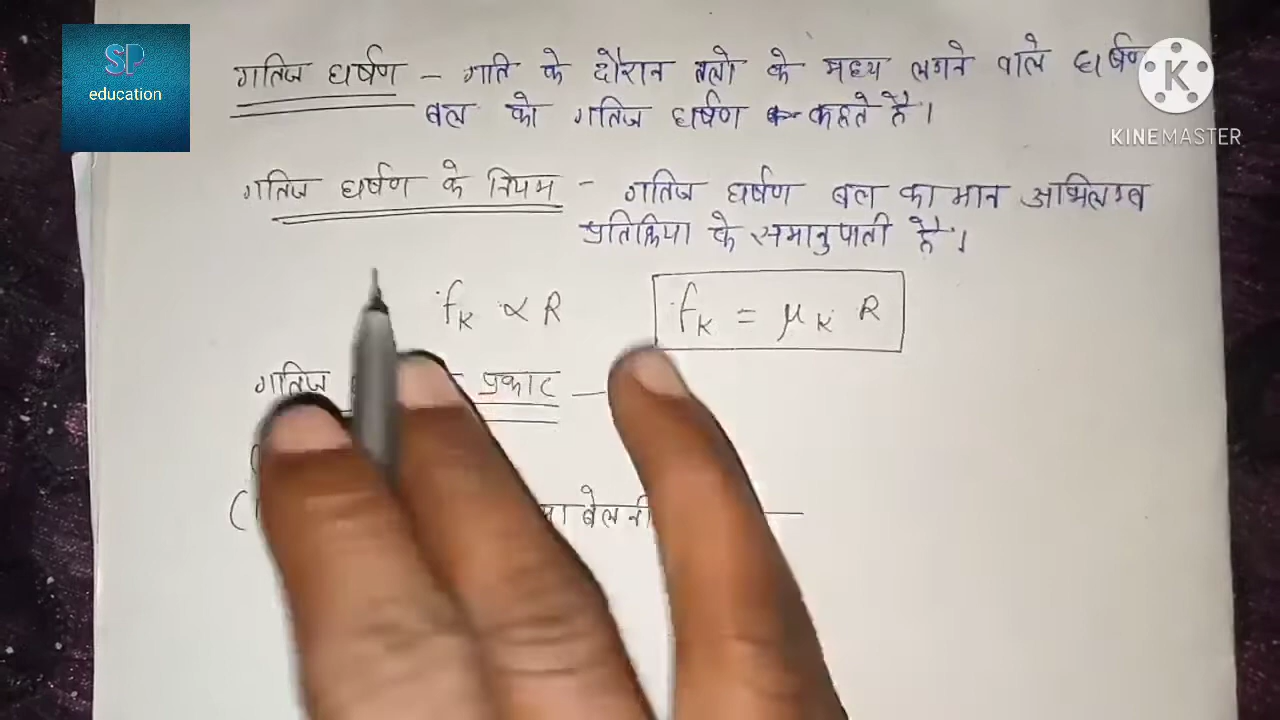 SP
education
KINEMASTER
गतिज घर्षण - गति के दौरान तलो के मध्य लगने वाले घर्षण
बल को गतिज घर्षण कहते है।
गतिज घर्षण के नियम - गतिज घर्षण बल का मान अभिलम्ब
प्रतिक्रिया के समानुपाती है।
fK ∝ R fK = μK R
गतिज प्रकार -
( बेलनी